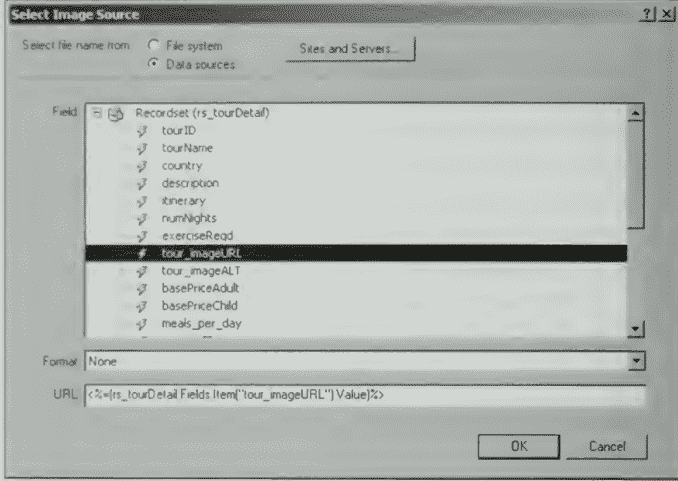 Select Image Source
Select file name from File system Sites and Servers...
Data sources
Field Recordset (rs_tourDetail)
tourID
tourName
country
description
itinerary
numNights
exerciseReqd
tour_imageURL
tour_imageALT
basePriceAdult
basePriceChild
meals_per_day
Format None
URL <%=(rs_tourDetail.Fields.Item("tour_imageURL").Value)%>
OK Cancel